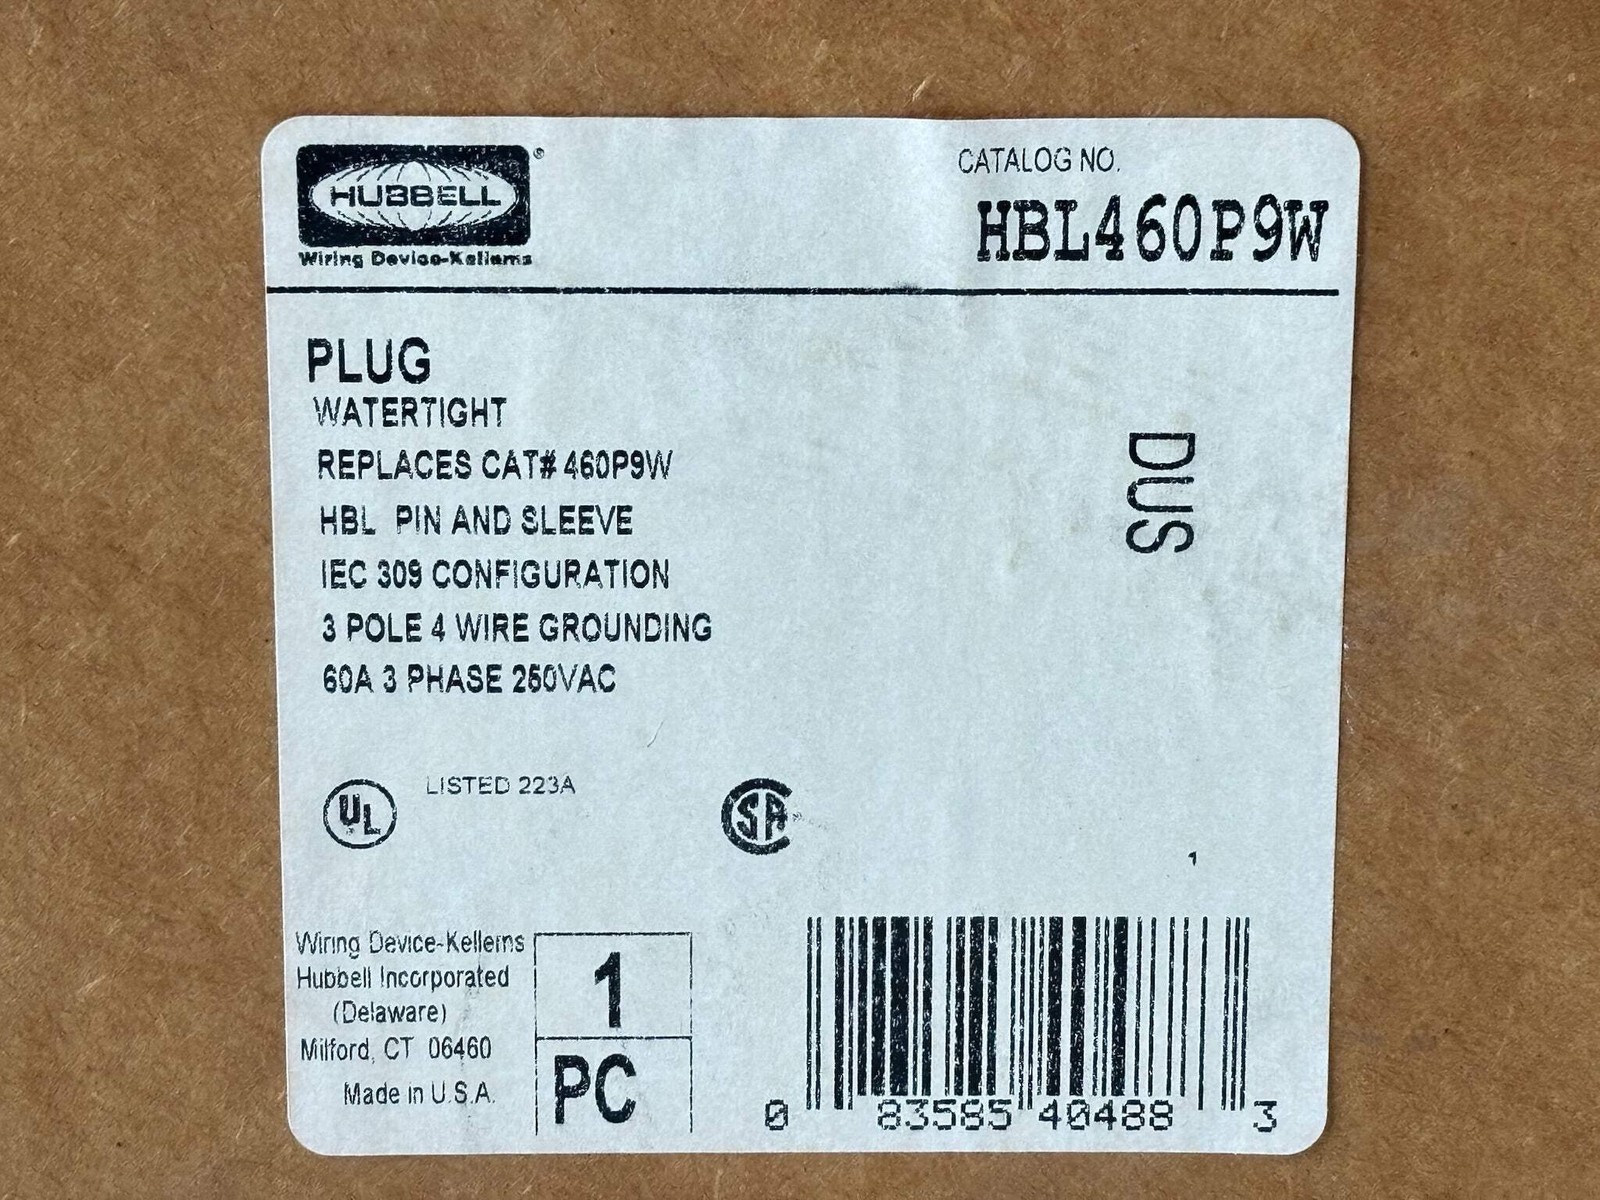 HUBBELL
®
Wiring Device-Kellems
CATALOG NO.
HBL460P9W
PLUG
WATERTIGHT
REPLACES CAT# 460P9W
HBL PIN AND SLEEVE
IEC 309 CONFIGURATION
3 POLE 4 WIRE GROUNDING
60A 3 PHASE 250VAC
DUS
UL
LISTED 223A
CSA
1
Wiring Device-Kellems
Hubbell Incorporated
(Delaware)
Milford, CT 06460
Made in U.S.A.
1
PC
0 83585 40488 3